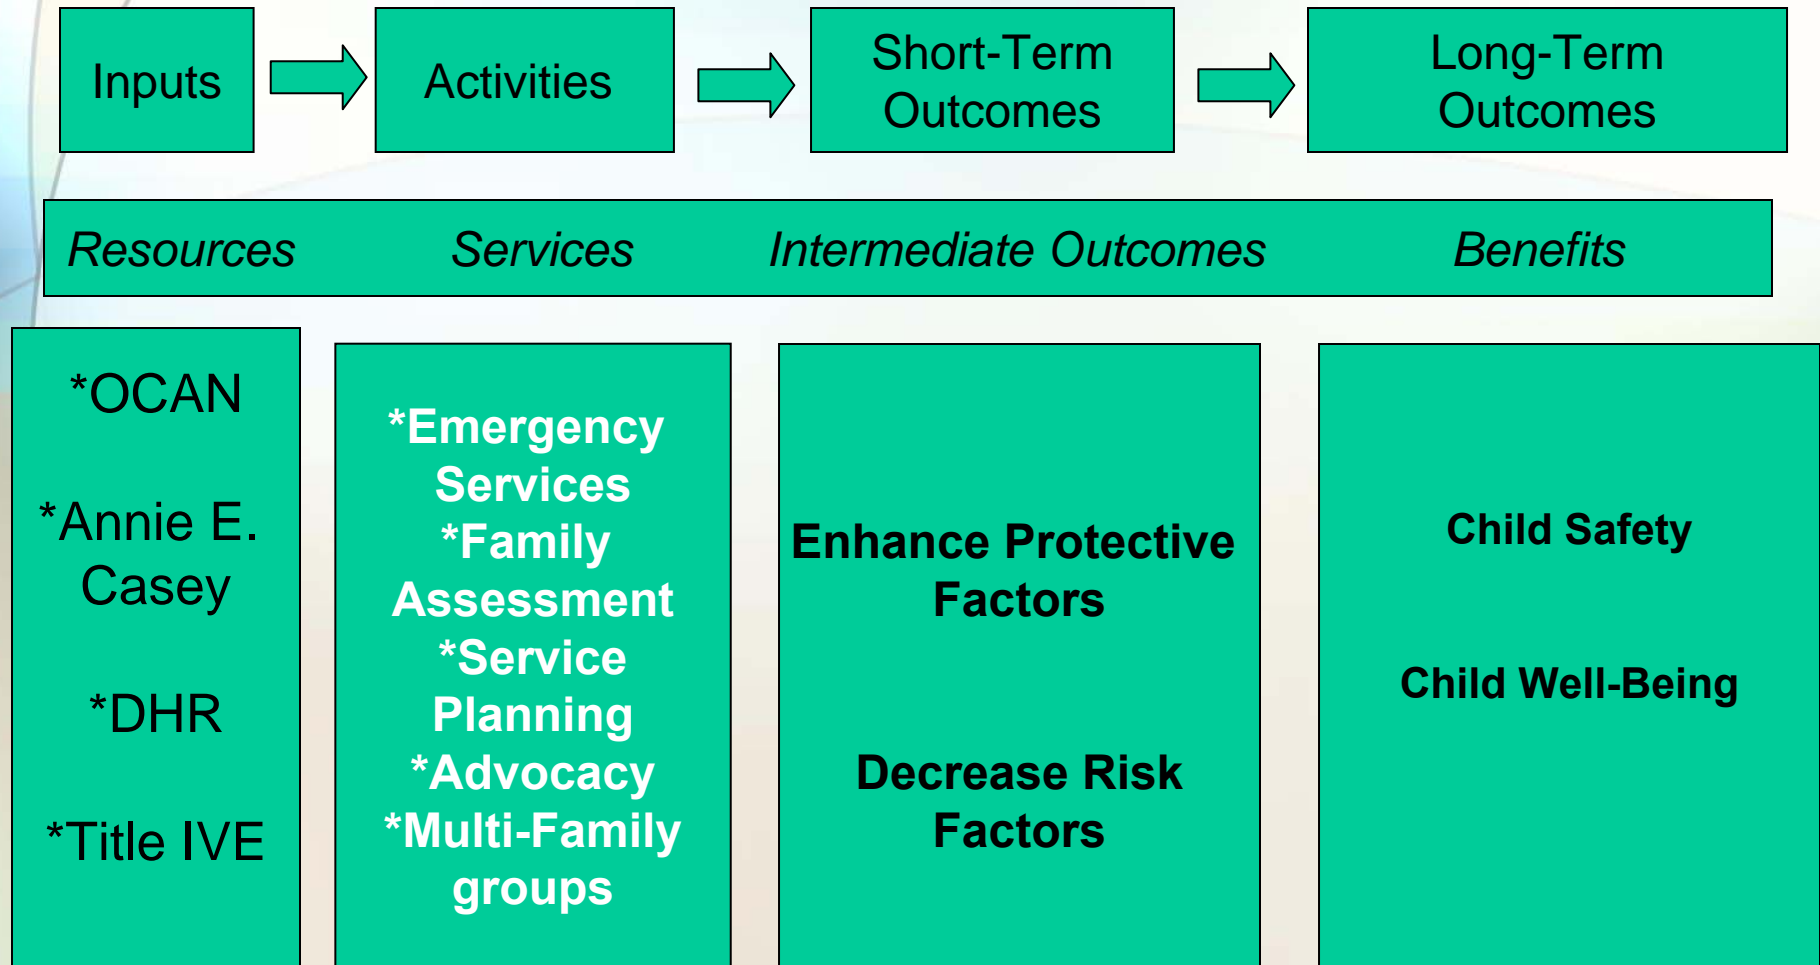 Inputs
Activities
Short-Term
Outcomes
Long-Term
Outcomes
Resources Services Intermediate Outcomes Benefits
*OCAN
*Annie E.
Casey
*DHR
*Title IVE
*Emergency
Services
*Family
Assessment
*Service
Planning
*Advocacy
*Multi-Family
groups
Enhance Protective
Factors
Decrease Risk
Factors
Child Safety
Child Well-Being